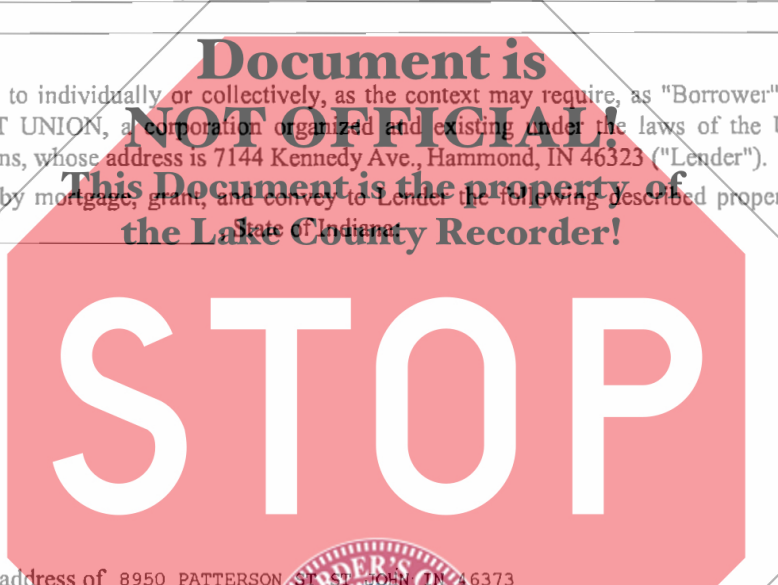 Document is
to individually or collectively, as the context may require, as "Borrower"
NOT OFFICIAL!
T UNION, a corporation organized and existing under the laws of the
ns, whose address is 7144 Kennedy Ave., Hammond, IN 46323 ("Lender").
This Document is the property of
by mortgage, grant, and convey to Lender the following described proper
the Lake County Recorder!
, State of Indiana:
STOP
DER'S
address of 8950 PATTERSON ST ST JOHN IN 46373